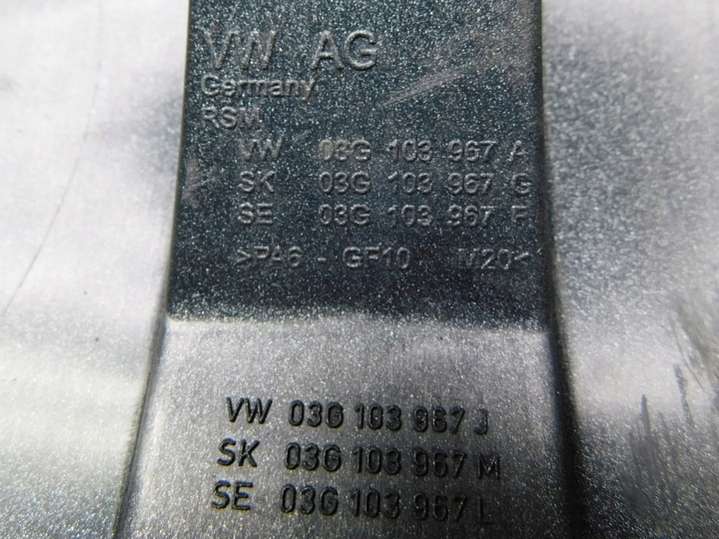 VW AG
Germany
RSM
VW 03G 103 967 A
SK 03G 103 967 G
SE 03G 103 967 F
>PA6 - GF10 M20<
VW 03G 103 967 J
SK 03G 103 967 M
SE 03G 103 967 L